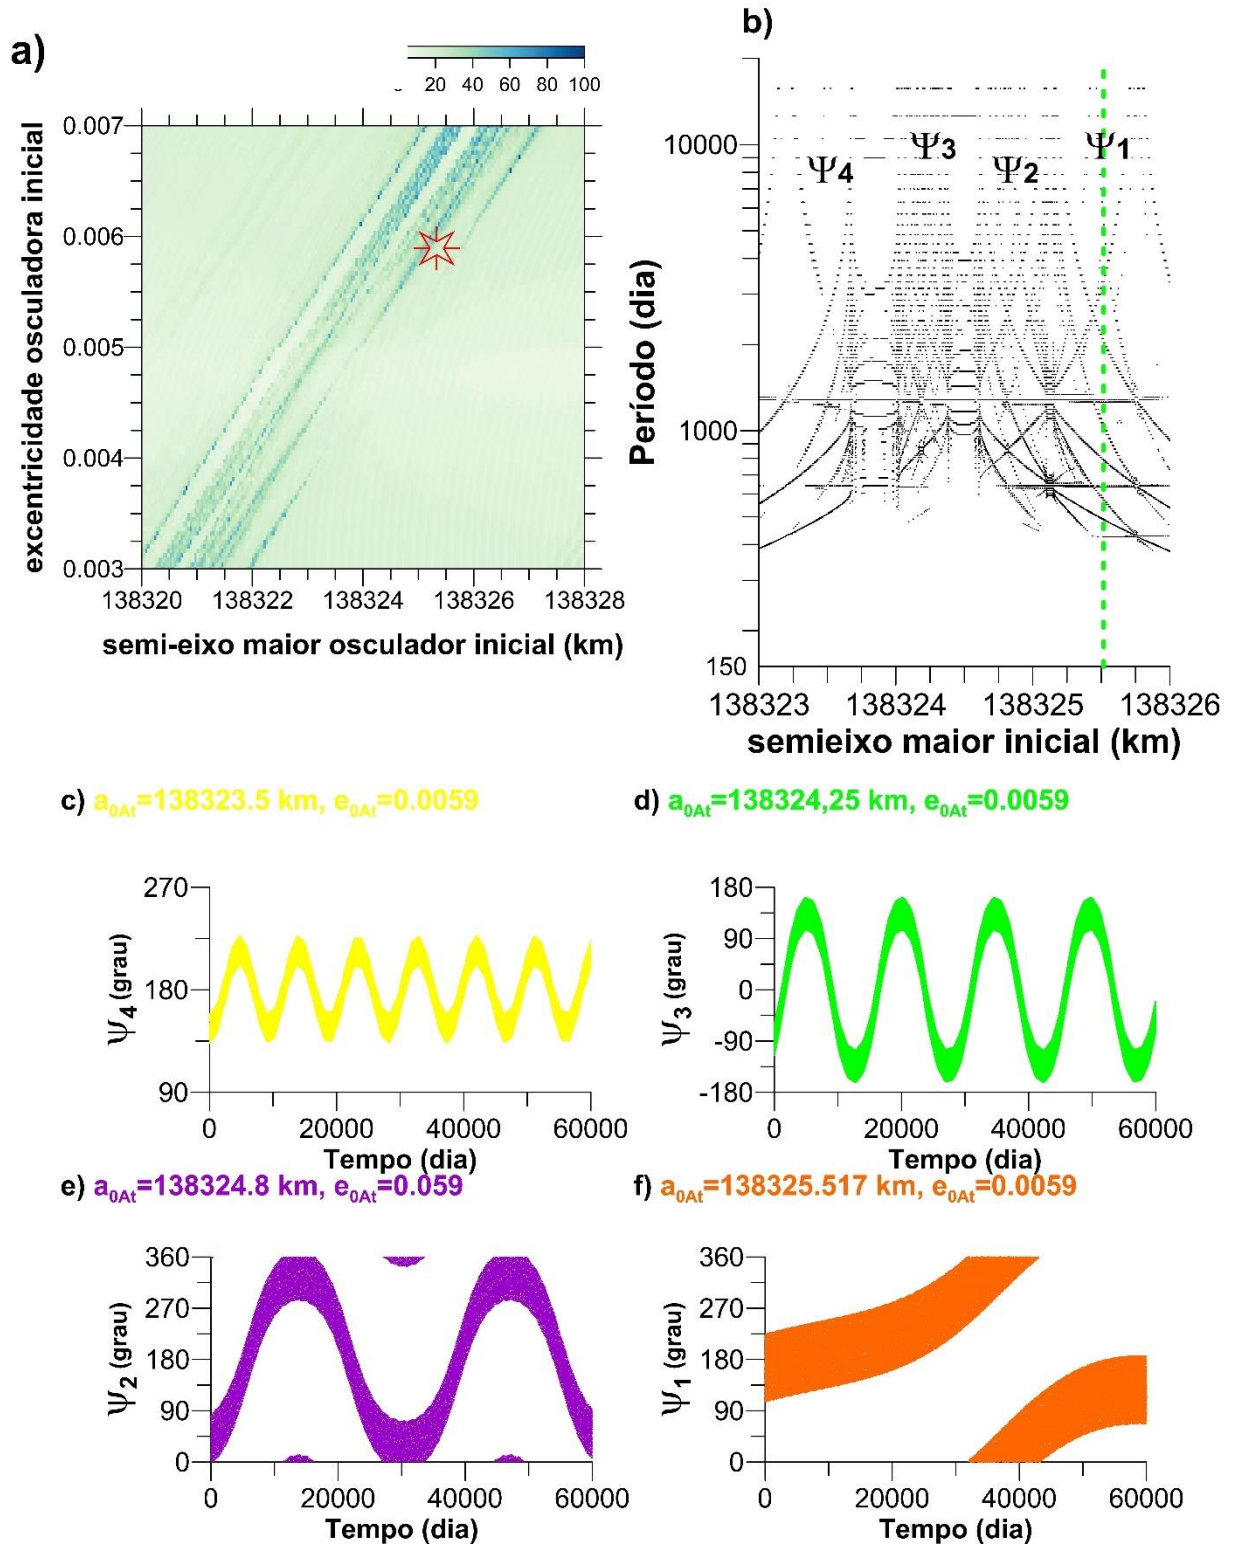 a)
20 40 60 80 100
excentricidade osculadora inicial
0.007
0.006
0.005
0.004
0.003
138320 138322 138324 138326 138328
semi-eixo maior osculador inicial (km)
b)
Período (dia)
10000
1000
150
Ψ4 Ψ3 Ψ2 Ψ1
138323 138324 138325 138326
semieixo maior inicial (km)
c) a0At=138323.5 km, e0At=0.0059
Ψ4 (grau)
270
180
90
0 20000 40000 60000
Tempo (dia)
d) a0At=138324,25 km, e0At=0.0059
Ψ3 (grau)
180
90
0
-90
-180
0 20000 40000 60000
Tempo (dia)
e) a0At=138324.8 km, e0At=0.059
Ψ2 (grau)
360
270
180
90
0
0 20000 40000 60000
Tempo (dia)
f) a0At=138325.517 km, e0At=0.0059
Ψ1 (grau)
360
270
180
90
0
0 20000 40000 60000
Tempo (dia)